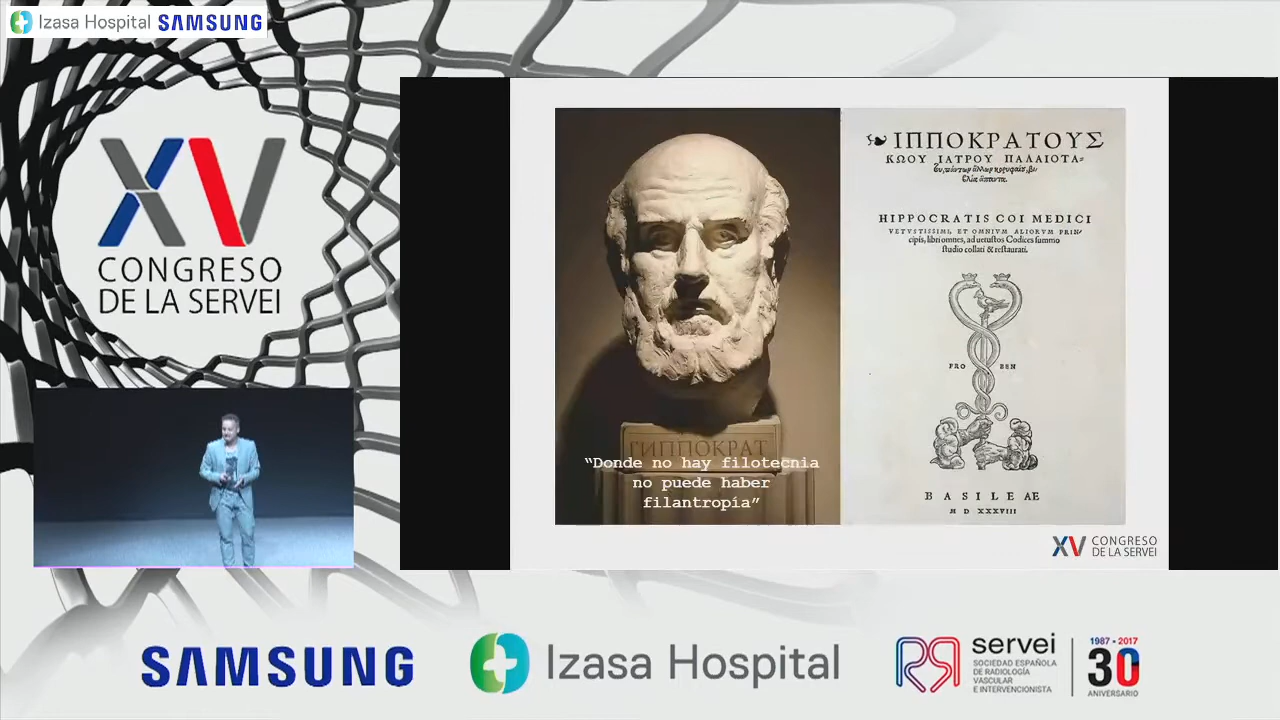 Izasa Hospital SAMSUNG
XV
CONGRESO
DE LA SERVEI
ΓΙΠΠΟΚΡΑΤ
“Donde no hay filotecnia
no puede haber
filantropía”
ΙΠΠΟΚΡΑΤΟΥΣ
ΚΩΟΥ ΙΑΤΡΟΥ ΠΑΛΑΙΟΤΑ=
HIPPOCRATIS COI MEDICI
VETVSTISSIMI, ET OMNIVM ALIORVM PRIN/
cipis, libri omnes, ad uetustos Codices summo
studio collati & restaurati.
FRO BEN
BASILEAE
M D XXXVIII
XV CONGRESO
DE LA SERVEI
SAMSUNG
Izasa Hospital
servei
SOCIEDAD ESPAÑOLA
DE RADIOLOGÍA
VASCULAR
E INTERVENCIONISTA
1987 • 2017
30
ANIVERSARIO